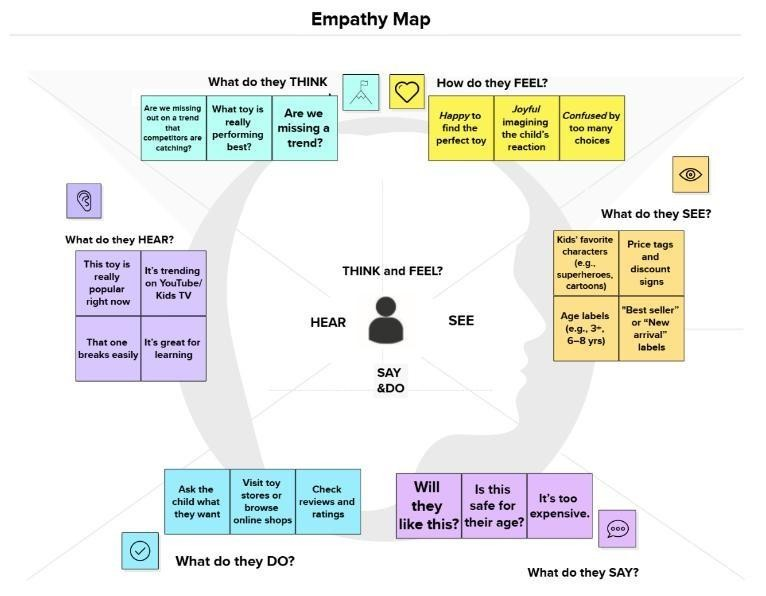 Empathy Map
What do they THINK
Are we missing
out on a trend
that
competitors are
catching?
What toy is
really
performing
best?
Are we
missing a
trend?
How do they FEEL?
Happy to
find the
perfect toy
Joyful
imagining
the child's
reaction
Confused by
too many
choices
What do they HEAR?
This toy is
really
popular
right now
It's trending
on YouTube/
Kids TV
That one
breaks easily
It's great for
learning
What do they SEE?
Kids' favorite
characters
(e.g.,
superheroes,
cartoons)
Price tags
and
discount
signs
Age labels
(e.g., 3+,
6–8 yrs)
"Best seller"
or "New
arrival"
labels
THINK and FEEL?
HEAR
SEE
SAY
&DO
Ask the
child what
they want
Visit toy
stores or
browse
online shops
Check
reviews and
ratings
What do they DO?
Will
they
like this?
Is this
safe for
their age?
It's too
expensive.
What do they SAY?